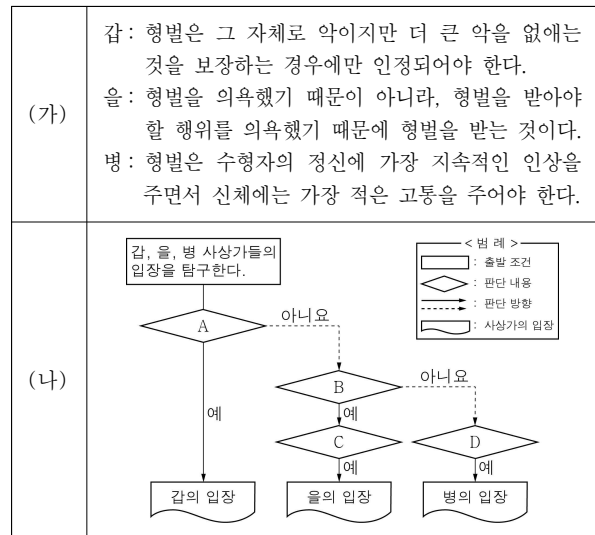 (가)
갑: 형벌은 그 자체로 악이지만 더 큰 악을 없애는
것을 보장하는 경우에만 인정되어야 한다.
을: 형벌을 의욕했기 때문이 아니라, 형벌을 받아야
할 행위를 의욕했기 때문에 형벌을 받는 것이다.
병: 형벌은 수형자의 정신에 가장 지속적인 인상을
주면서 신체에는 가장 적은 고통을 주어야 한다.
(나)
갑, 을, 병 사상가들의
입장을 탐구한다.
<범 례>
: 출발 조건
: 판단 내용
: 판단 방향
: 사상가의 입장
A
아니요
예
B
아니요
예
C
D
예
예
갑의 입장
을의 입장
병의 입장